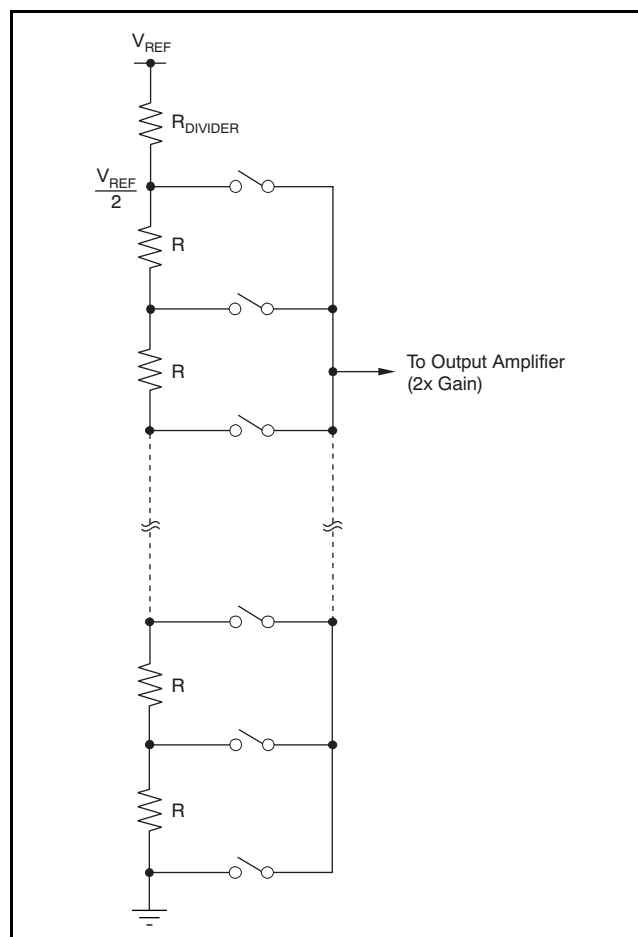 VREF
RDIVIDER
VREF
2
R
R
To Output Amplifier
(2x Gain)
R
R